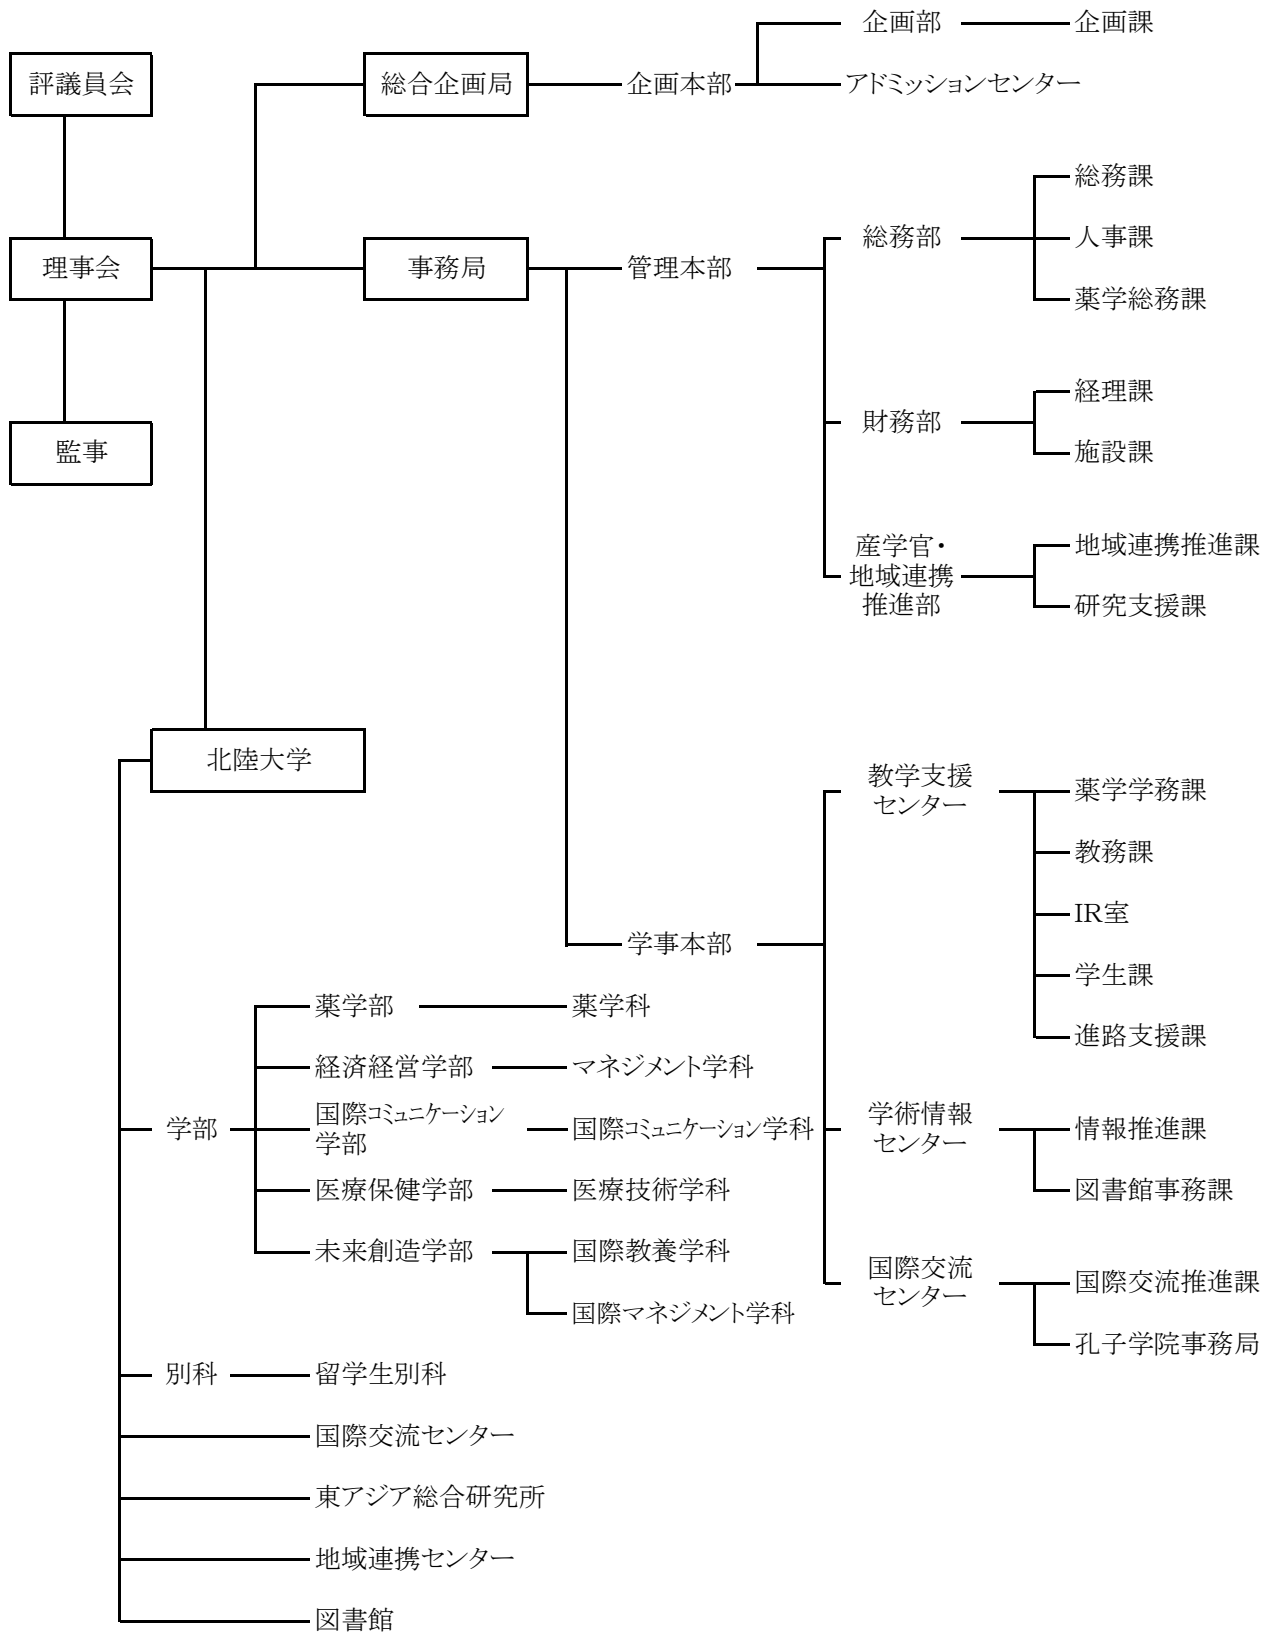 企画部
企画課
評議員会
総合企画局
企画本部
アドミッションセンター
総務課
理事会
事務局
管理本部
総務部
人事課
薬学総務課
経理課
監事
財務部
施設課
産学官・
地域連携
推進部
地域連携推進課
研究支援課
北陸大学
教学支援
センター
薬学学務課
教務課
IR室
学事本部
学生課
薬学部
薬学科
進路支援課
経済経営学部
マネジメント学科
学部
国際コミュニケーション
学部
国際コミュニケーション学科
学術情報
センター
情報推進課
医療保健学部
医療技術学科
図書館事務課
未来創造学部
国際教養学科
国際交流
センター
国際交流推進課
国際マネジメント学科
孔子学院事務局
別科
留学生別科
国際交流センター
東アジア総合研究所
地域連携センター
図書館